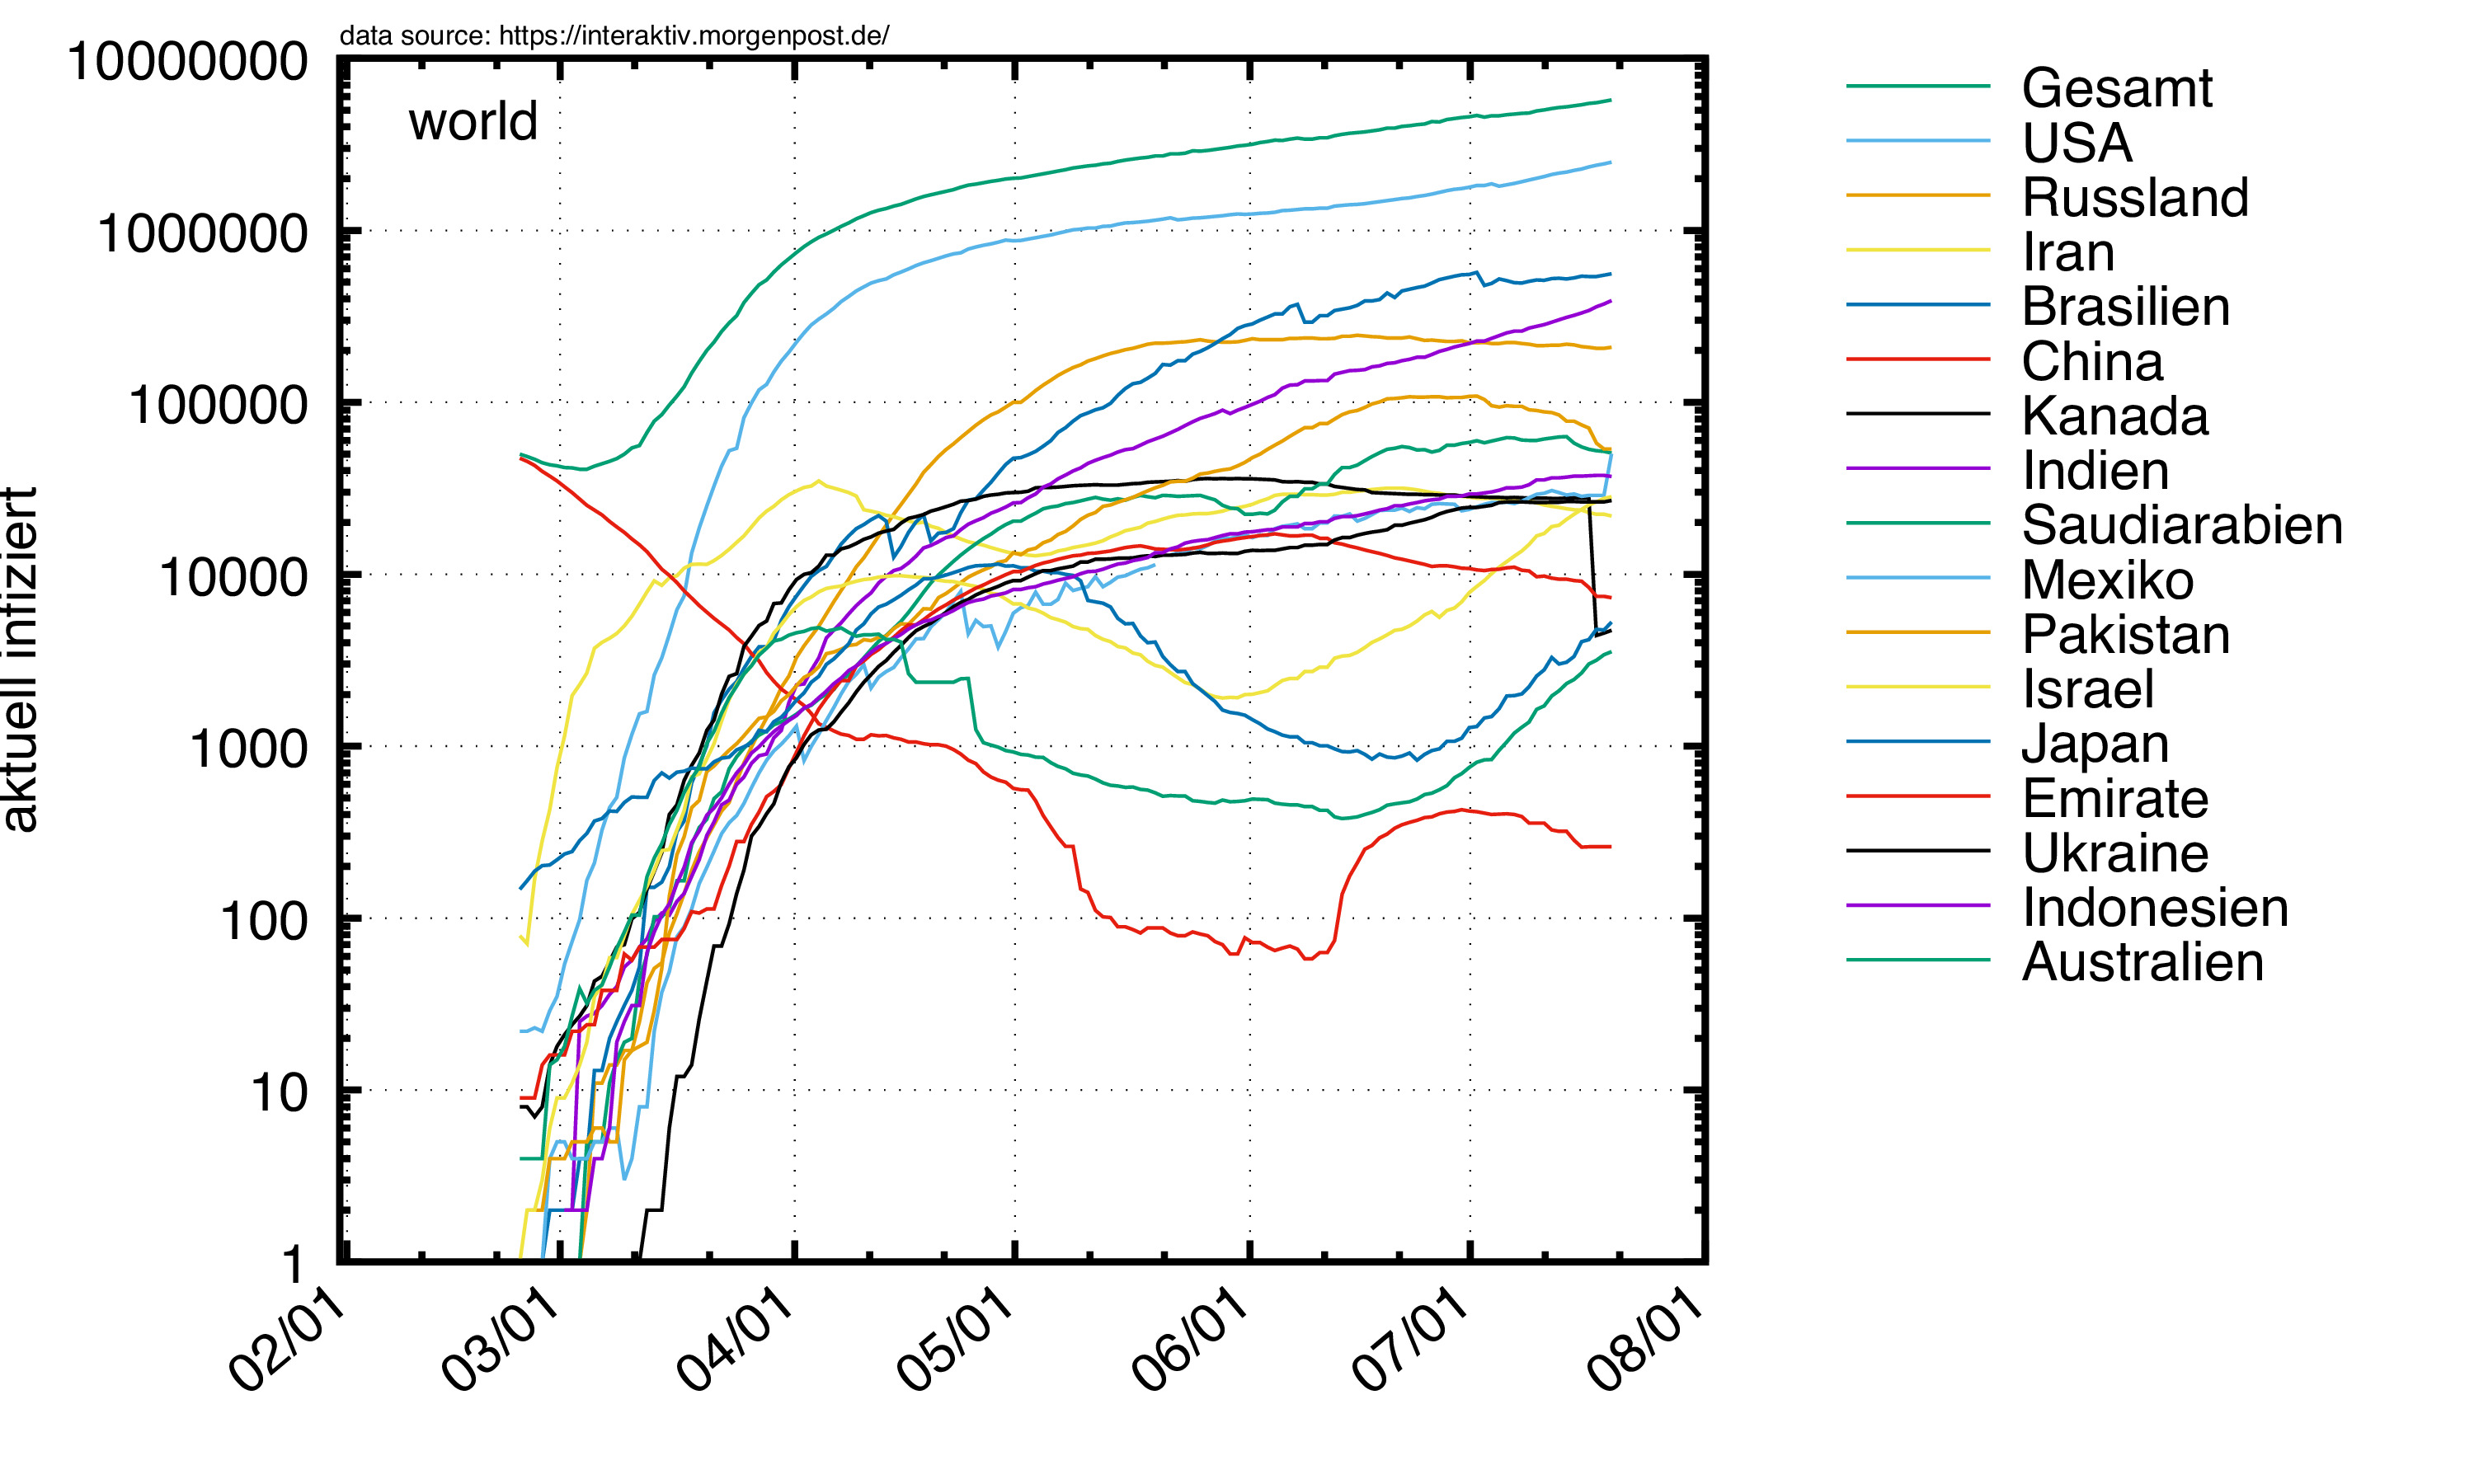 data source: https://interaktiv.morgenpost.de/
world
aktuell infiziert
10000000
1000000
100000
10000
1000
100
10
1
02/01
03/01
04/01
05/01
06/01
07/01
08/01
Gesamt
USA
Russland
Iran
Brasilien
China
Kanada
Indien
Saudiarabien
Mexiko
Pakistan
Israel
Japan
Emirate
Ukraine
Indonesien
Australien